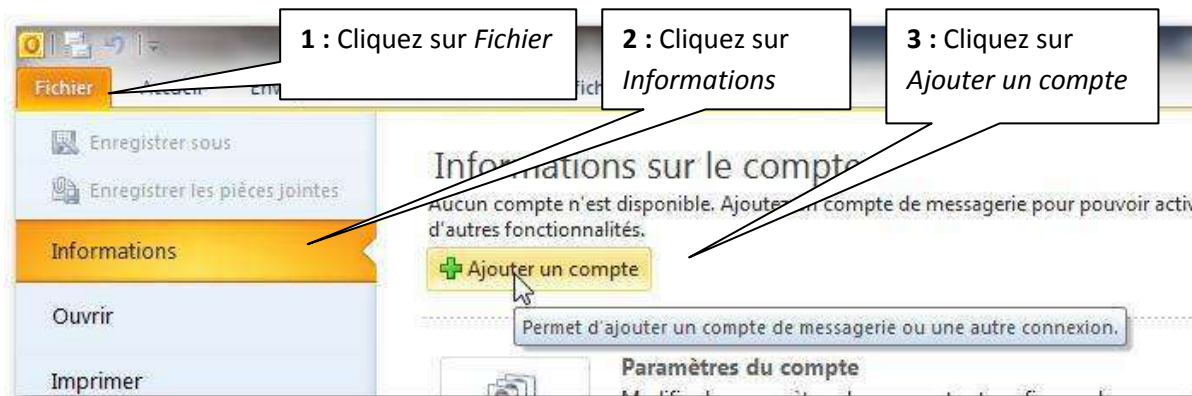 1 : Cliquez sur Fichier
2 : Cliquez sur
Informations
3 : Cliquez sur
Ajouter un compte
Fichier
Enregistrer sous
Enregistrer les pièces jointes
Informations
Ouvrir
Imprimer
Informations sur le compte
Aucun compte n'est disponible. Ajoutez un compte de messagerie pour pouvoir activ
d'autres fonctionnalités.
Ajouter un compte
Permet d'ajouter un compte de messagerie ou une autre connexion.
Paramètres du compte